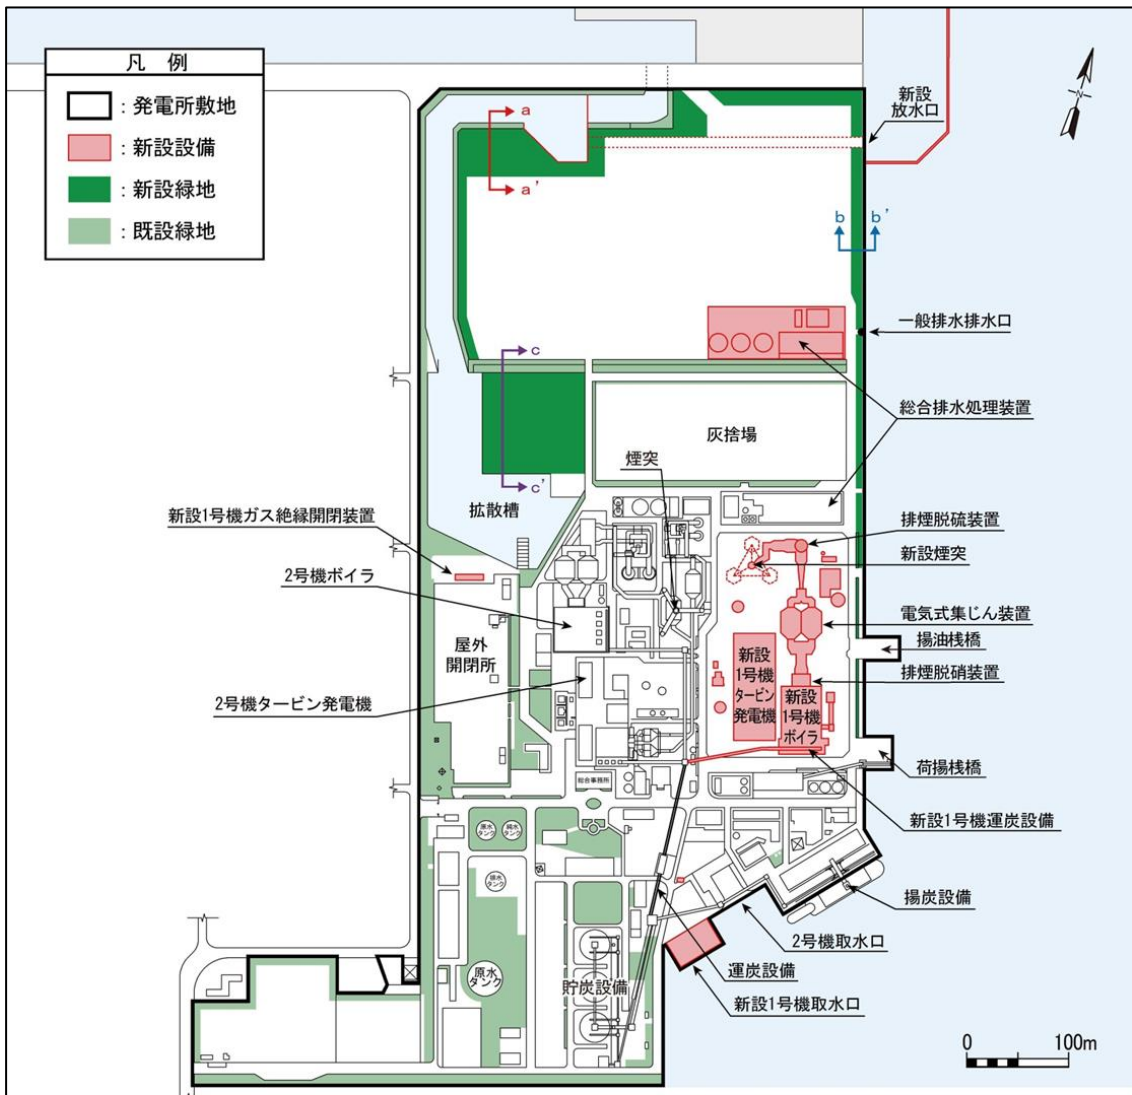 凡 例
：発電所敷地
：新設設備
：新設緑地
：既設緑地
N
新設
放水口
a
a'
b
b'
c
c'
一般排水排水口
総合排水処理装置
灰捨場
煙突
拡散槽
新設1号機ガス絶縁開閉装置
2号機ボイラ
屋外
開閉所
2号機タービン発電機
排煙脱硫装置
新設煙突
電気式集じん装置
揚油桟橋
排煙脱硝装置
新設
1号機
タービン
発電機
新設
1号機
ボイラ
荷揚桟橋
総合事務所
新設1号機運炭設備
原水
タンク
純水
タンク
排水
タンク
揚炭設備
2号機取水口
運炭設備
原水
タンク
貯炭設備
新設1号機取水口
0
100m